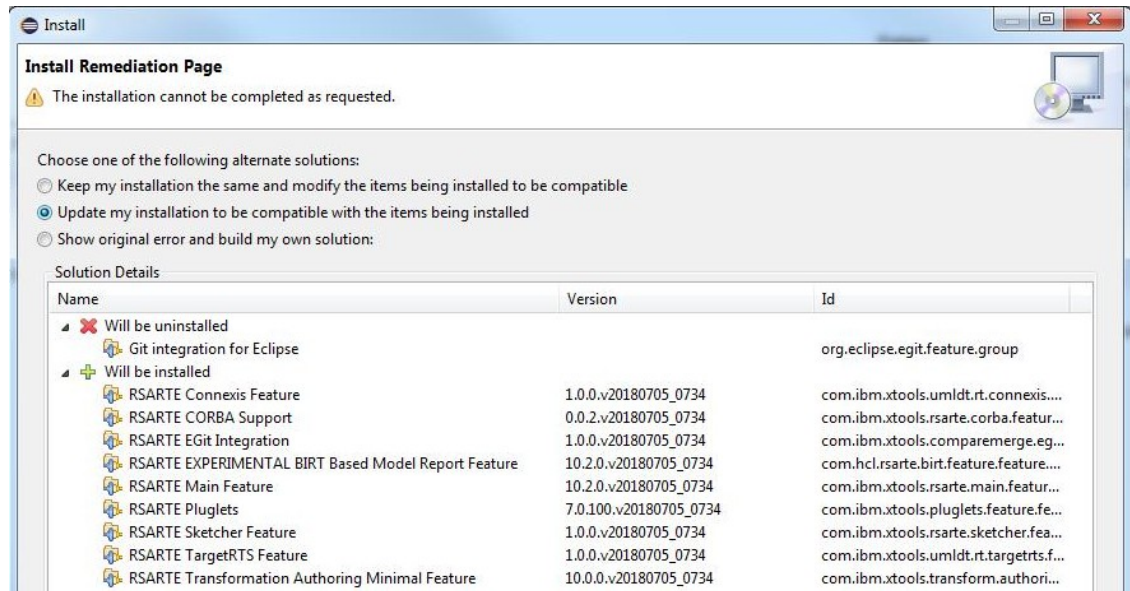 Install
Install Remediation Page
The installation cannot be completed as requested.
Choose one of the following alternate solutions:
Keep my installation the same and modify the items being installed to be compatible
Update my installation to be compatible with the items being installed
Show original error and build my own solution:
Solution Details
Name Version Id
Will be uninstalled
Git integration for Eclipse org.eclipse.egit.feature.group
Will be installed
RSARTE Connexis Feature 1.0.0.v20180705_0734 com.ibm.xtools.umldt.rt.connexis....
RSARTE CORBA Support 0.0.2.v20180705_0734 com.ibm.xtools.rsarte.corba.featur...
RSARTE EGit Integration 1.0.0.v20180705_0734 com.ibm.xtools.comparemerge.eg...
RSARTE EXPERIMENTAL BIRT Based Model Report Feature 10.2.0.v20180705_0734 com.hcl.rsarte.birt.feature.feature....
RSARTE Main Feature 10.2.0.v20180705_0734 com.ibm.xtools.rsarte.main.featur...
RSARTE Pluglets 7.0.100.v20180705_0734 com.ibm.xtools.pluglets.feature.fe...
RSARTE Sketcher Feature 1.0.0.v20180705_0734 com.ibm.xtools.rsarte.sketcher.fea...
RSARTE TargetRTS Feature 1.0.0.v20180705_0734 com.ibm.xtools.umldt.rt.targetrts.f...
RSARTE Transformation Authoring Minimal Feature 10.0.0.v20180705_0734 com.ibm.xtools.transform.authori...